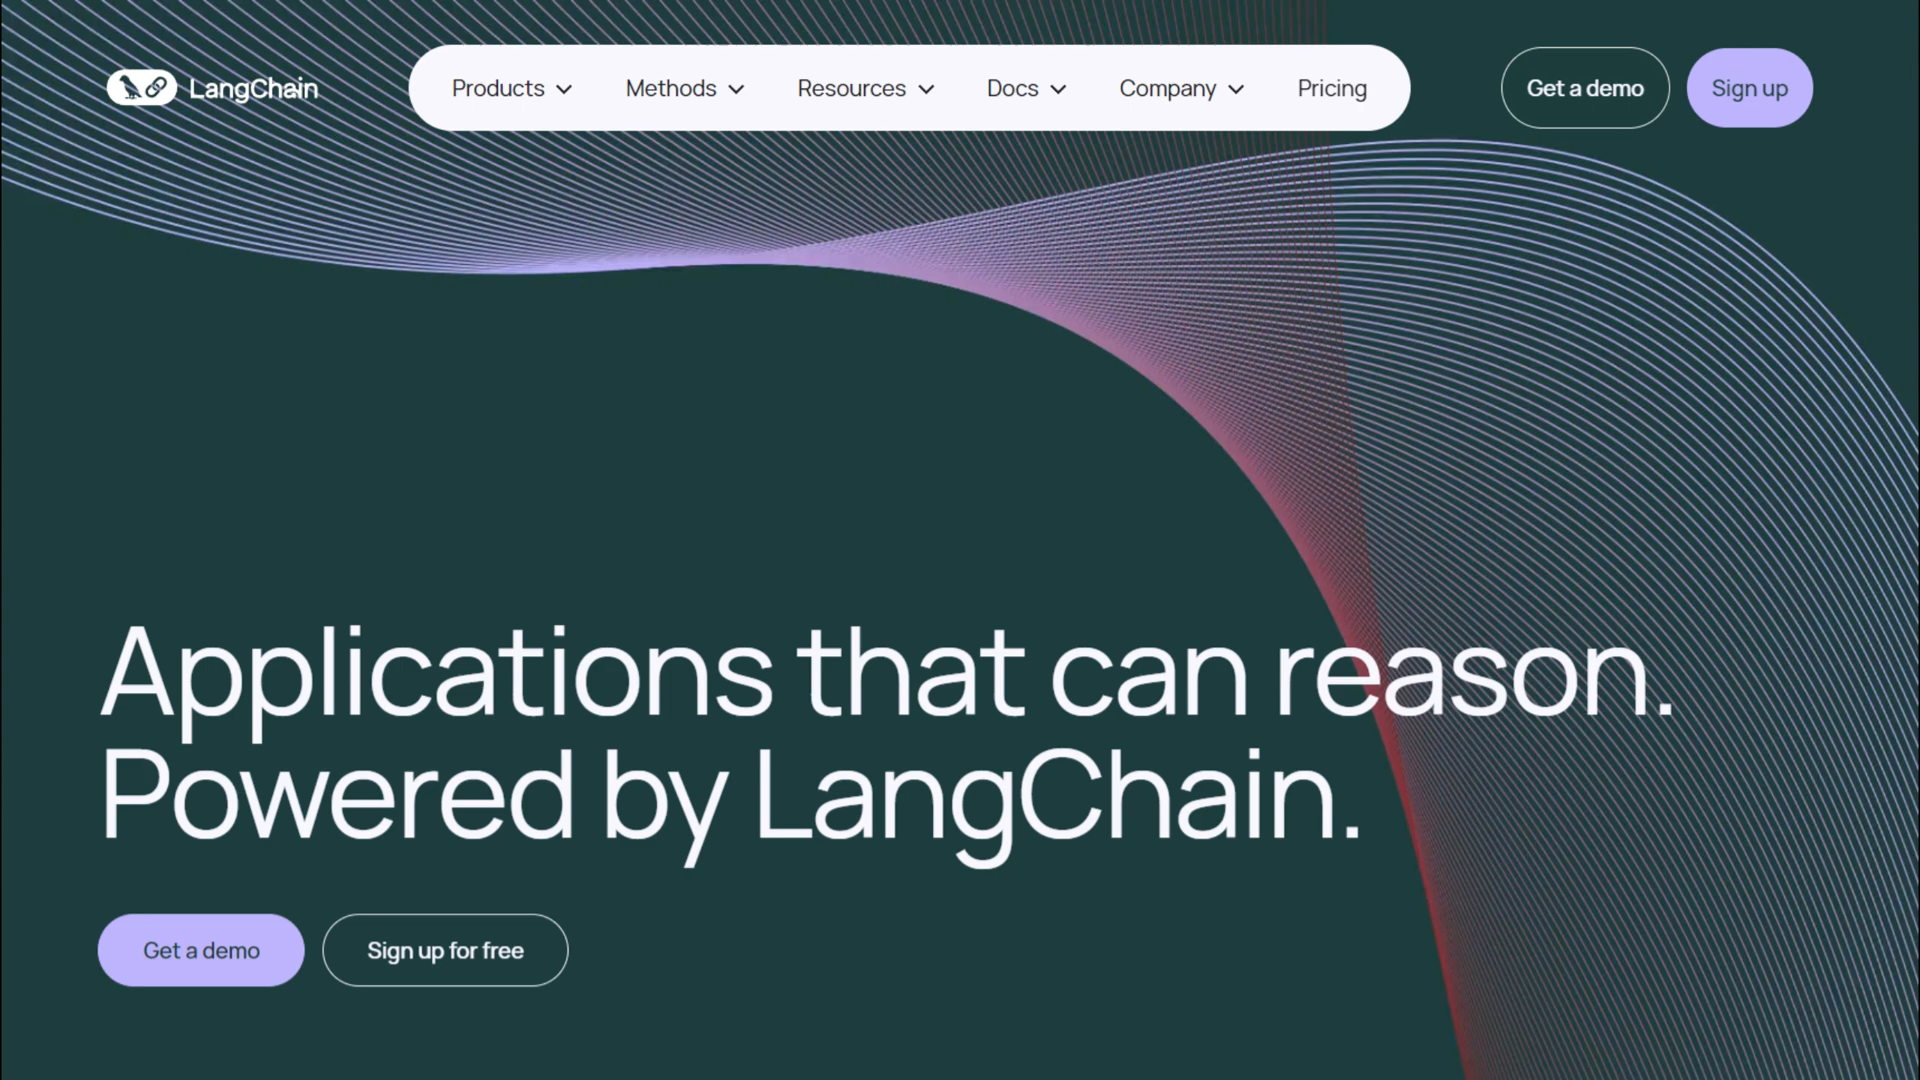 LangChain
Products
Methods
Resources
Docs
Company
Pricing
Get a demo
Sign up
Applications that can reason.
Powered by LangChain.
Get a demo
Sign up for free